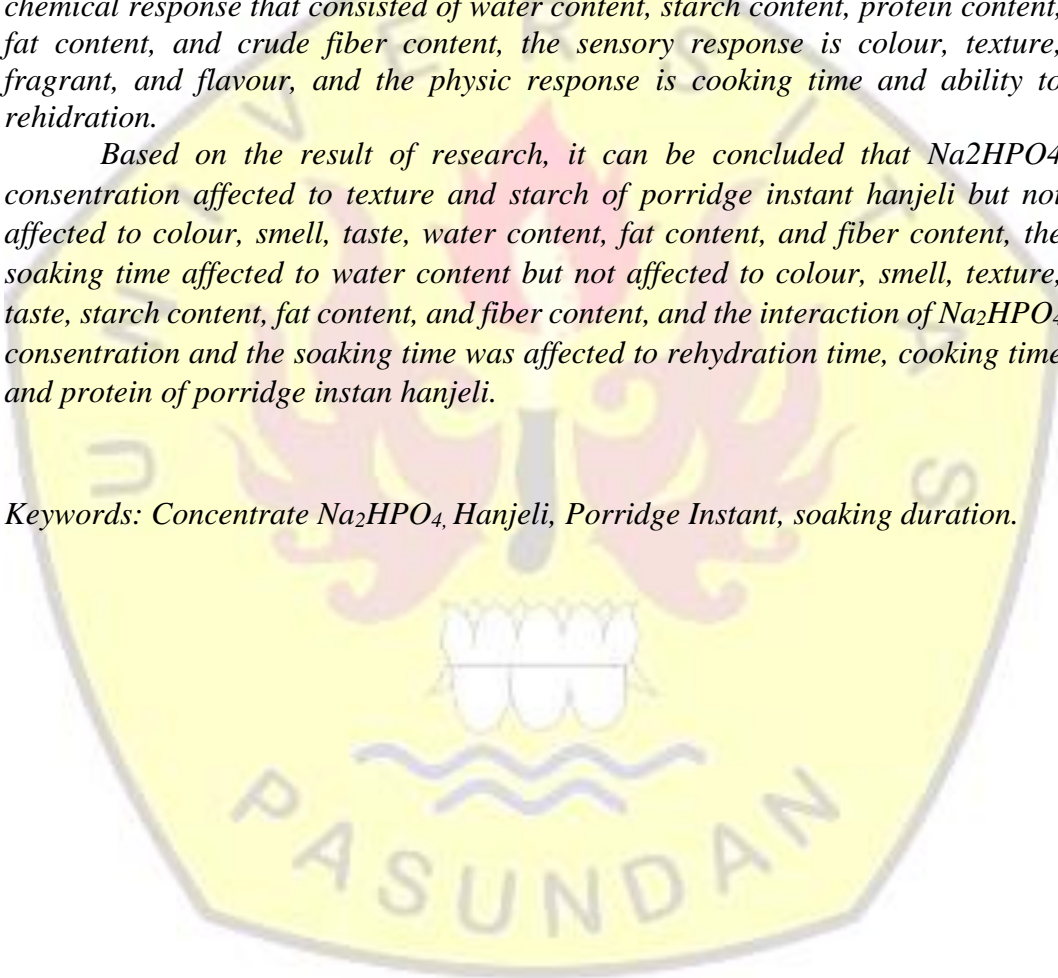 chemical response that consisted of water content, starch content, protein content,
fat content, and crude fiber content, the sensory response is colour, texture,
fragrant, and flavour, and the physic response is cooking time and ability to
rehidration.
Based on the result of research, it can be concluded that Na2HPO4
consentration affected to texture and starch of porridge instant hanjeli but not
affected to colour, smell, taste, water content, fat content, and fiber content, the
soaking time affected to water content but not affected to colour, smell, texture,
taste, starch content, fat content, and fiber content, and the interaction of Na₂HPO₄
consentration and the soaking time was affected to rehydration time, cooking time
and protein of porridge instan hanjeli.
Keywords: Concentrate Na₂HPO₄, Hanjeli, Porridge Instant, soaking duration.
UNIVERSITAS
PASUNDAN